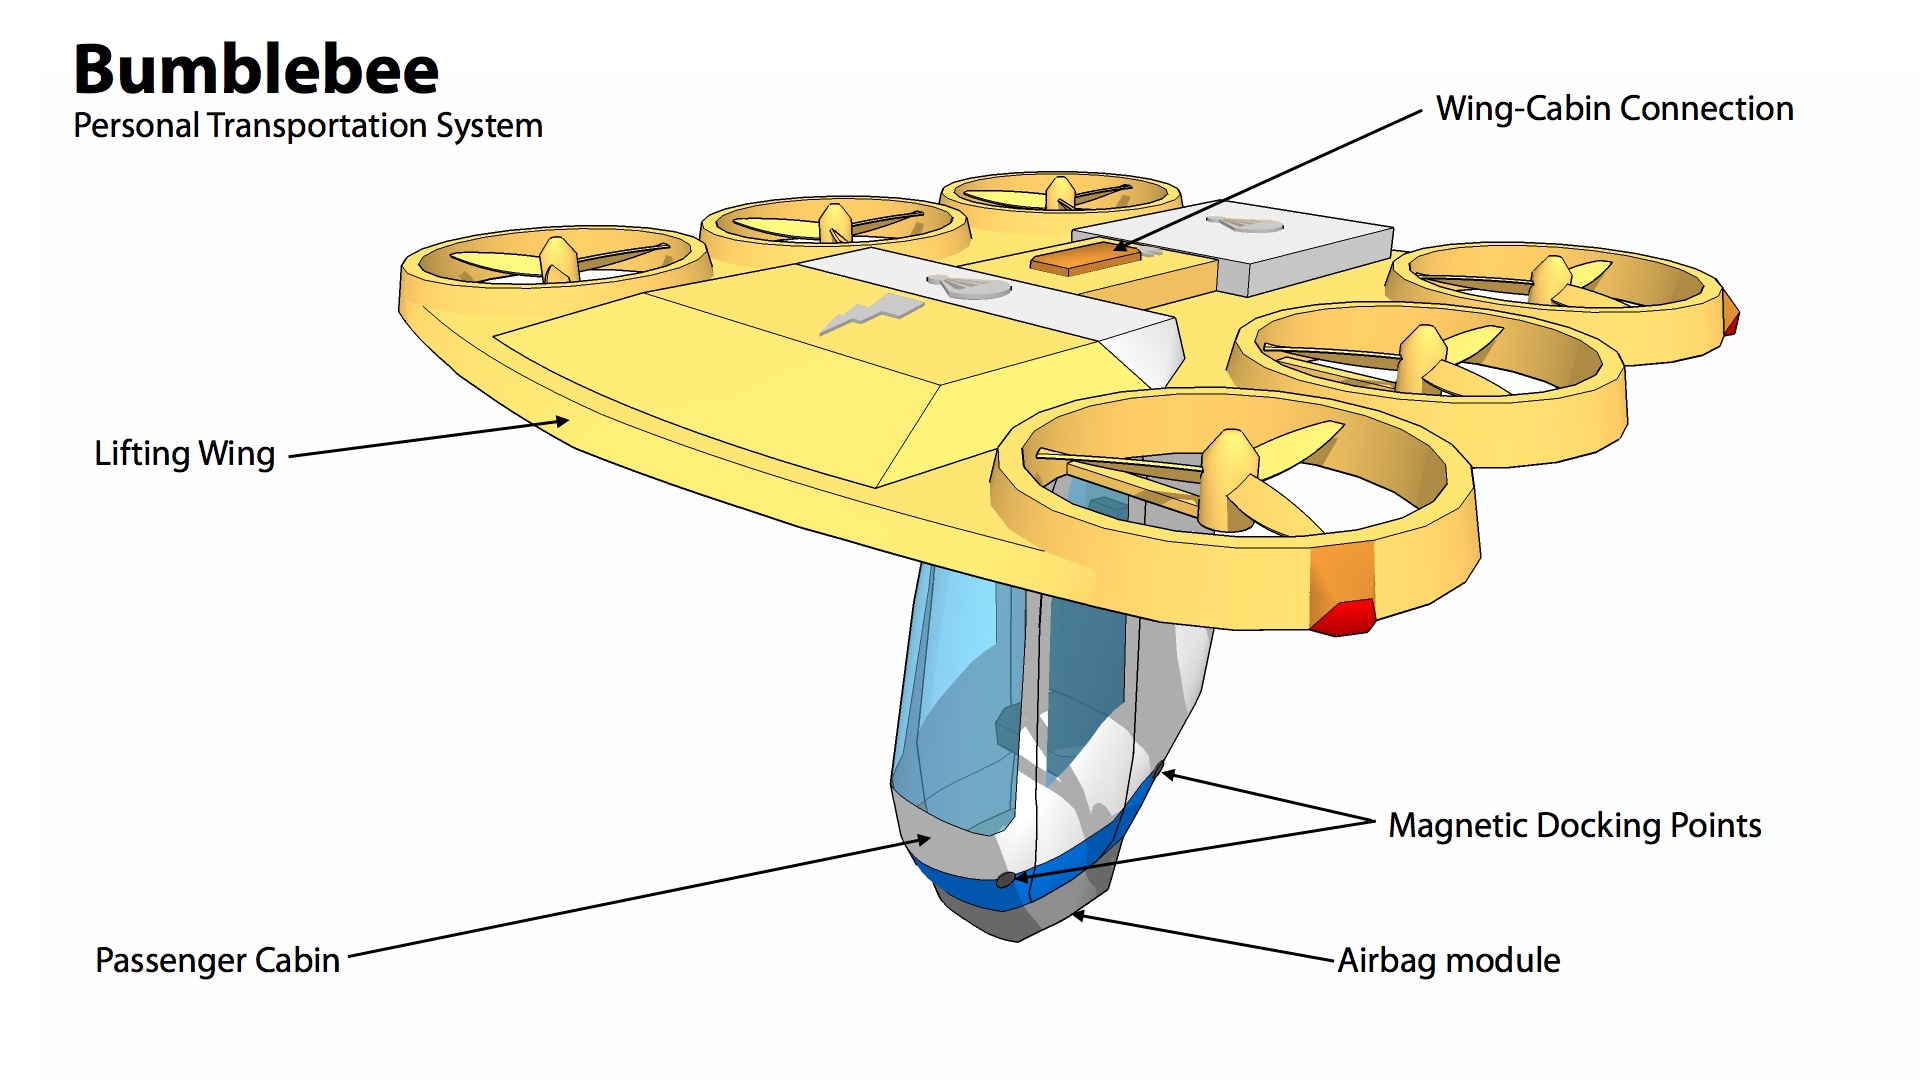 Bumblebee
Personal Transportation System
Wing-Cabin Connection
Lifting Wing
Magnetic Docking Points
Passenger Cabin
Airbag module